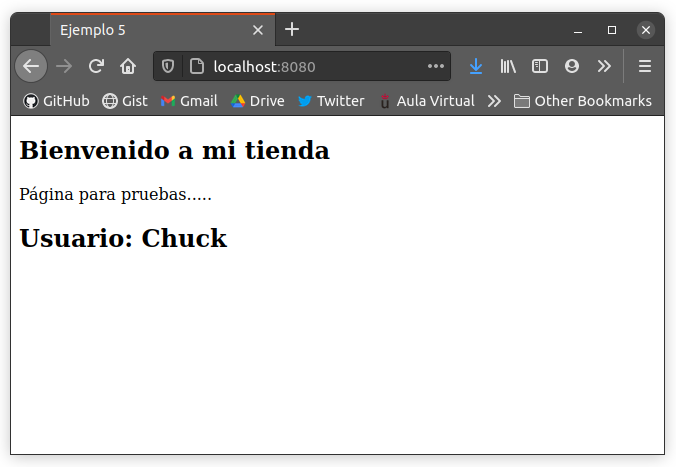 Ejemplo 5
localhost:8080
GitHub Gist Gmail Drive Twitter Aula Virtual Other Bookmarks
Bienvenido a mi tienda
Página para pruebas.....
Usuario: Chuck